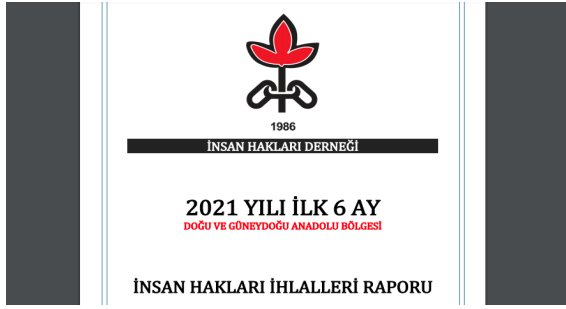 1986
İNSAN HAKLARI DERNEĞİ
2021 YILI İLK 6 AY
DOĞU VE GÜNEYDOĞU ANADOLU BÖLGESİ
İNSAN HAKLARI İHLALLERİ RAPORU